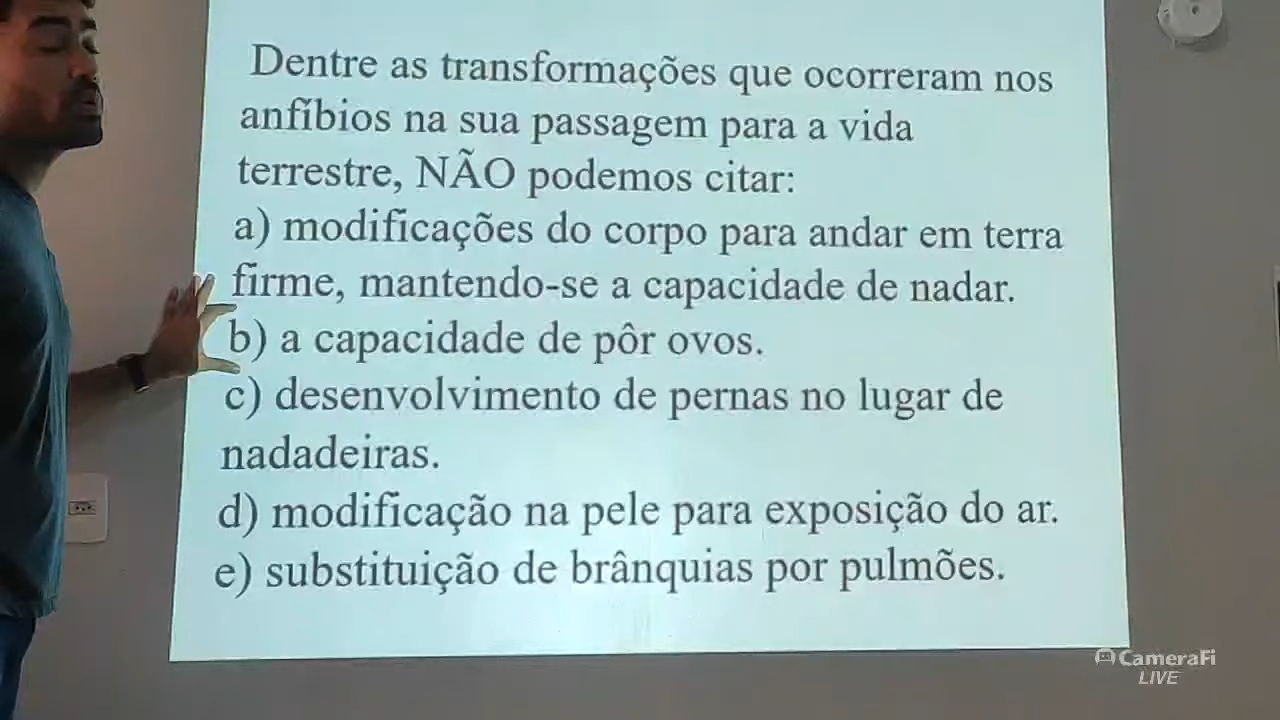 Dentre as transformações que ocorreram nos
anfíbios na sua passagem para a vida
terrestre, NÃO podemos citar:
a) modificações do corpo para andar em terra
firme, mantendo-se a capacidade de nadar.
b) a capacidade de pôr ovos.
c) desenvolvimento de pernas no lugar de
nadadeiras.
d) modificação na pele para exposição do ar.
e) substituição de brânquias por pulmões.
CameraFi
LIVE